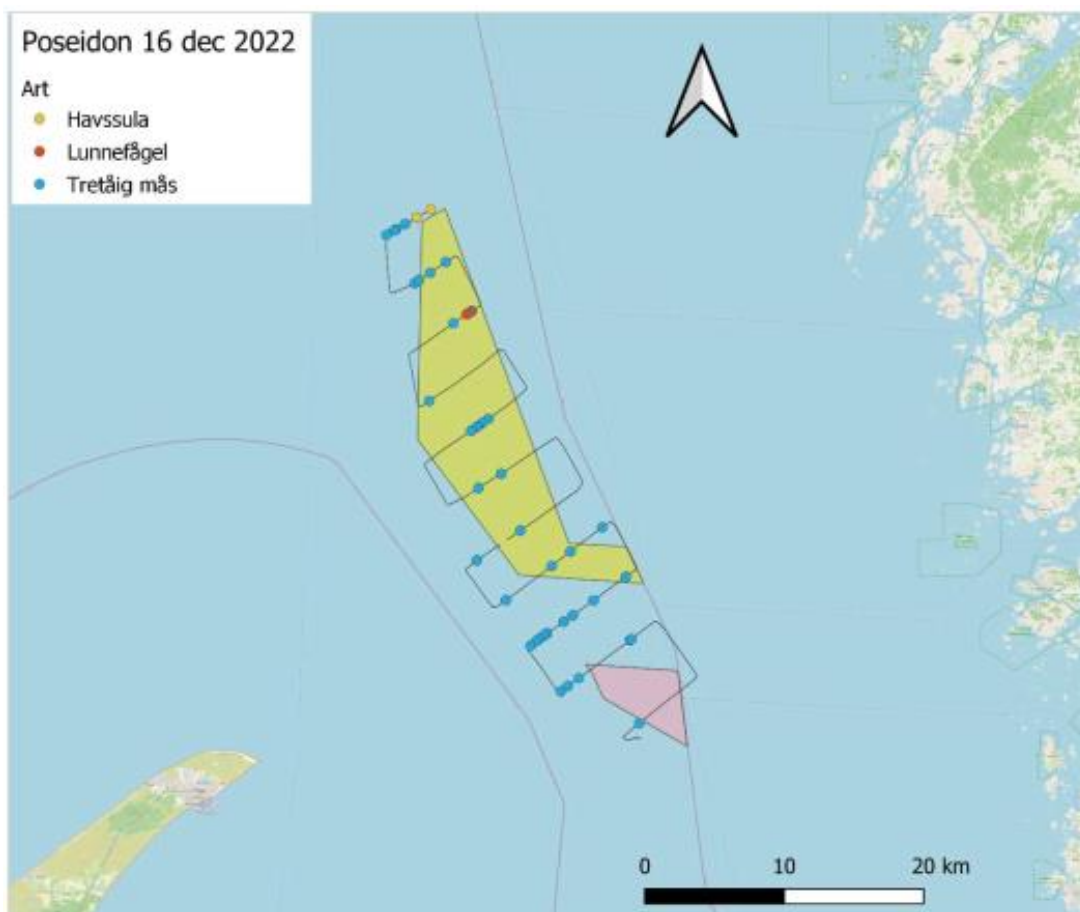 Poseidon 16 dec 2022
Art
Havssula
Lunnefågel
Tretåig mås
0 10 20 km